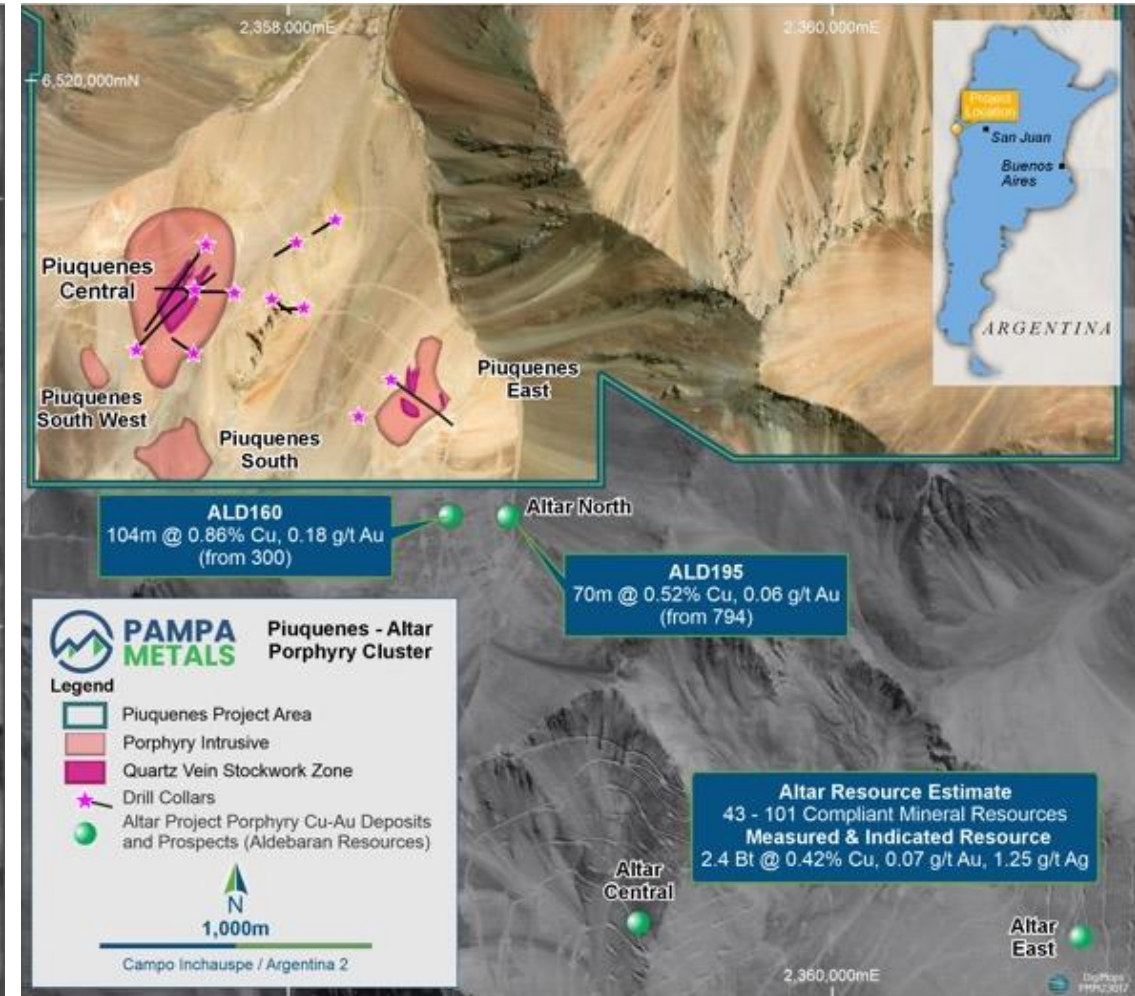 2,358,000mE
2,360,000mE
6,520,000mN
Project
Location
San Juan
Buenos
Aires
ARGENTINA
Piuquenes
Central
Piuquenes
South West
Piuquenes
South
Piuquenes
East
ALD160
104m @ 0.86% Cu, 0.18 g/t Au
(from 300)
Altar North
ALD195
70m @ 0.52% Cu, 0.06 g/t Au
(from 794)
PAMPA
METALS
Piuquenes - Altar
Porphyry Cluster
Legend
Piuquenes Project Area
Porphyry Intrusive
Quartz Vein Stockwork Zone
Drill Collars
Altar Project Porphyry Cu-Au Deposits
and Prospects (Aldebaran Resources)
N
1,000m
Campo Inchauspe / Argentina 2
Altar Resource Estimate
43 - 101 Compliant Mineral Resources
Measured & Indicated Resource
2.4 Bt @ 0.42% Cu, 0.07 g/t Au, 1.25 g/t Ag
Altar
Central
Altar
East
2,360,000mE
DigMaps
PMM23017